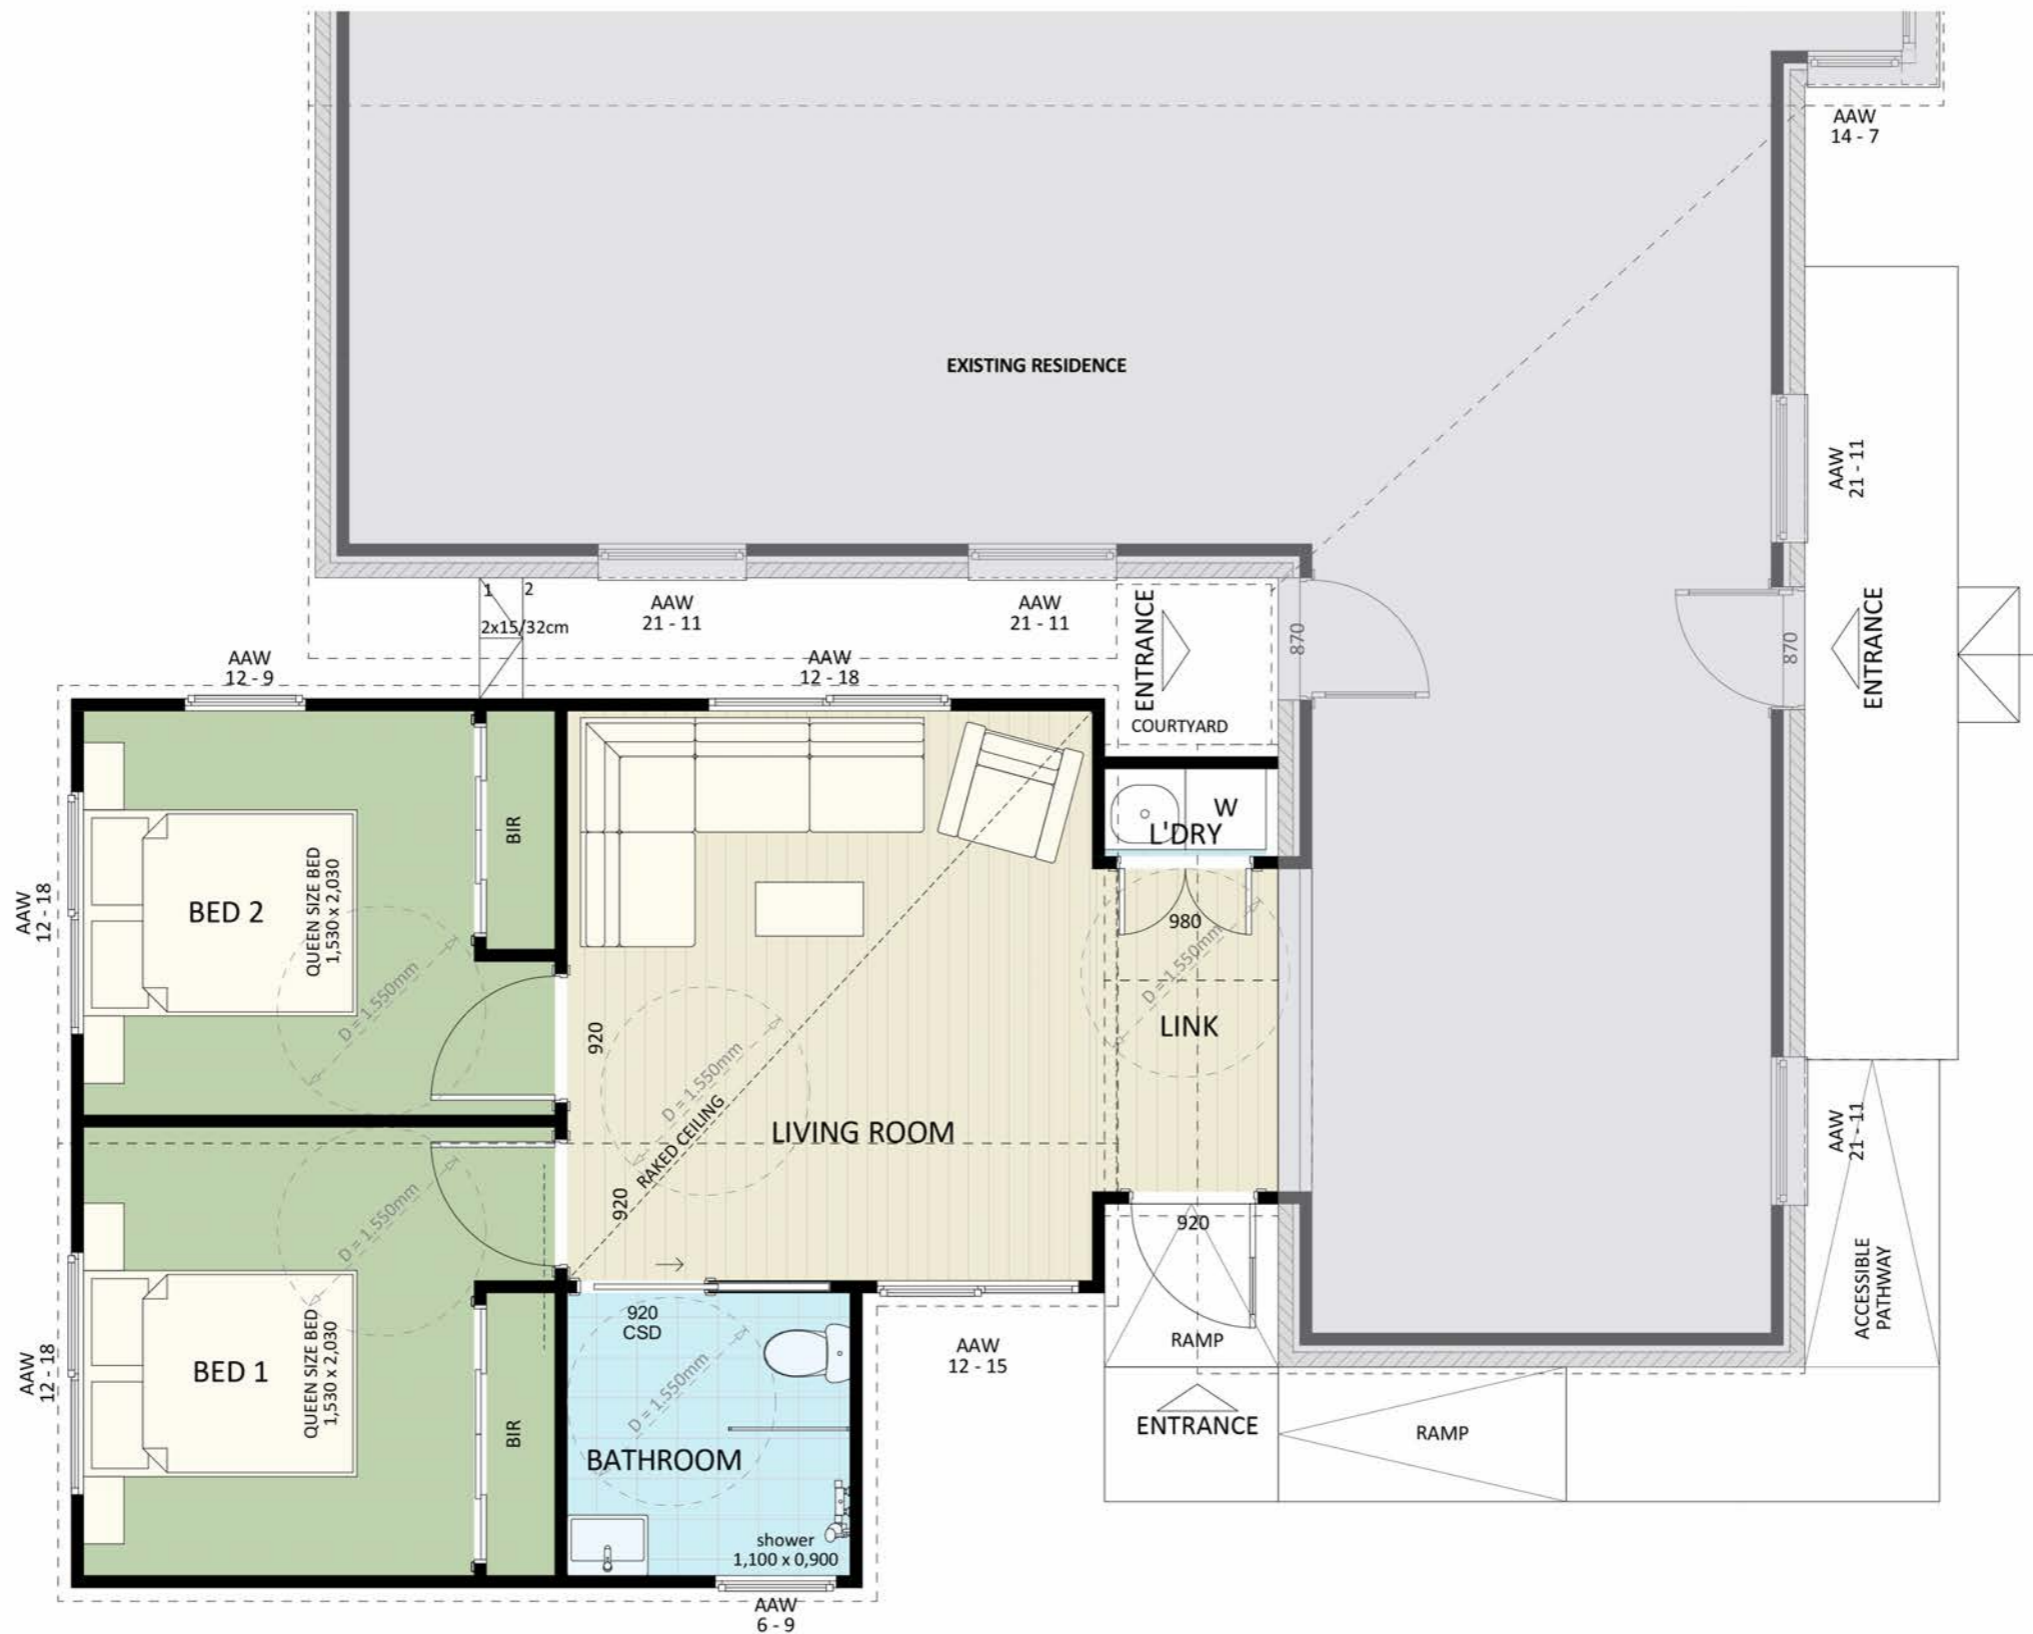 AAW
14 - 7
EXISTING RESIDENCE
AAW
21 - 11
1
2
2x15/32cm
AAW
21 - 11
AAW
21 - 11
ENTRANCE
870
870
ENTRANCE
AAW
12 - 9
AAW
12 - 18
COURTYARD
W
L'DRY
BIR
AAW
12 - 18
BED 2
QUEEN SIZE BED
1,530 x 2,030
D = 1.550mm
980
D = 1.550mm
LINK
920
D = 1.550mm
RAKED CEILING
LIVING ROOM
AAW
21 - 11
920
D = 1.550mm
920
ACCESSIBLE
PATHWAY
920
CSD
RAMP
AAW
12 - 15
AAW
12 - 18
BED 1
QUEEN SIZE BED
1,530 x 2,030
BIR
D = 1.550mm
ENTRANCE
RAMP
BATHROOM
shower
1,100 x 0,900
AAW
6 - 9